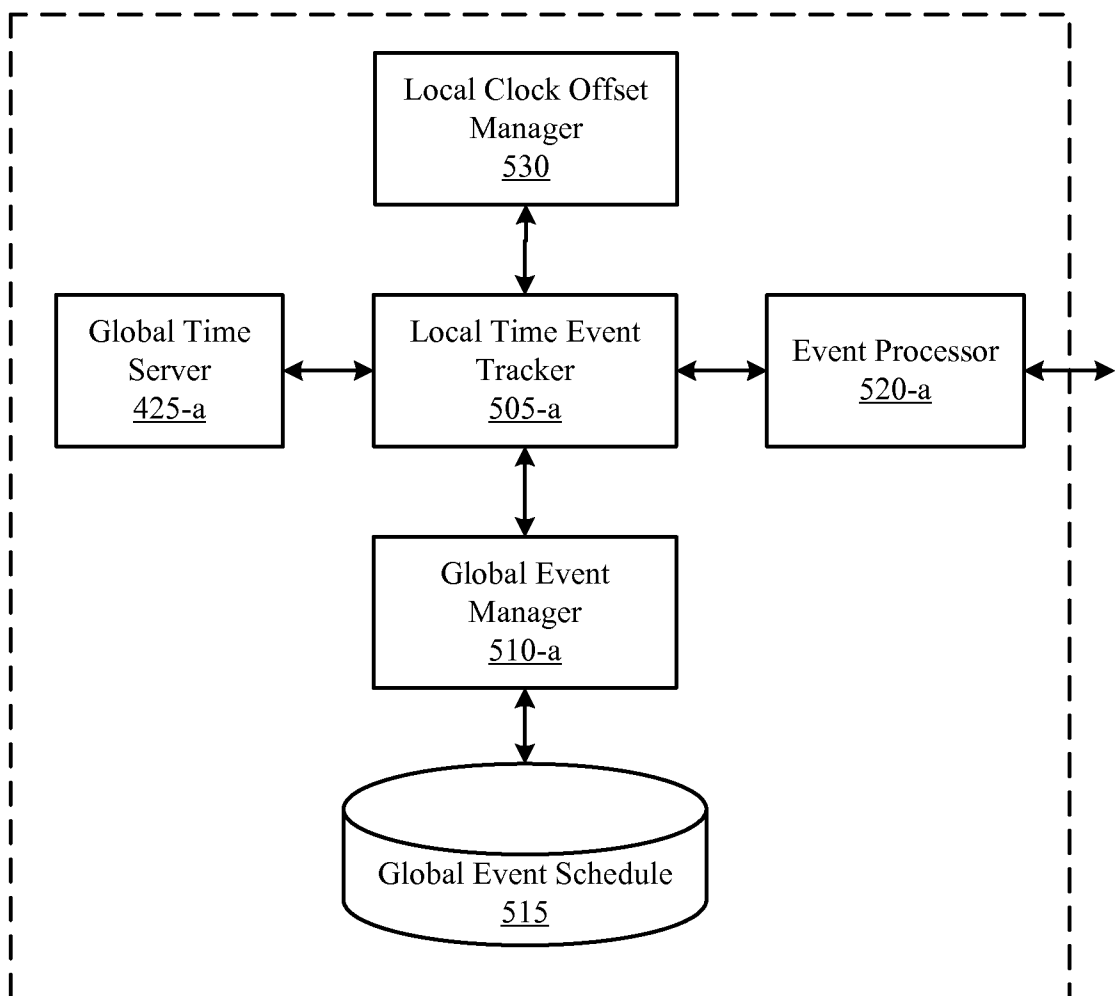 Local Clock Offset
Manager
530
Global Time
Server
425-a
Local Time Event
Tracker
505-a
Event Processor
520-a
Global Event
Manager
510-a
Global Event Schedule
515